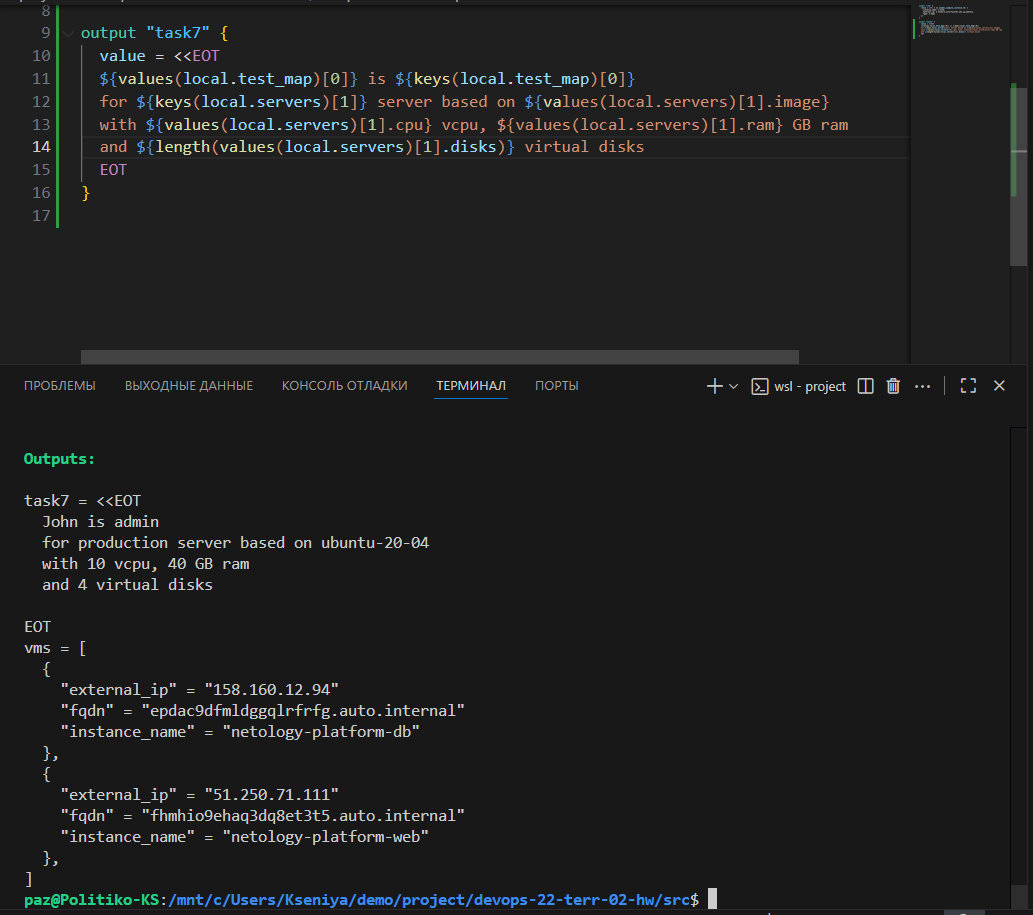 8
9 output "task7" {
10 value = <<EOT
11 ${values(local.test_map)[0]} is ${keys(local.test_map)[0]}
12 for ${keys(local.servers)[1]} server based on ${values(local.servers)[1].image}
13 with ${values(local.servers)[1].cpu} vcpu, ${values(local.servers)[1].ram} GB ram
14 and ${length(values(local.servers)[1].disks)} virtual disks
15 EOT
16 }
17
ПРОБЛЕМЫ ВЫХОДНЫЕ ДАННЫЕ КОНСОЛЬ ОТЛАДКИ ТЕРМИНАЛ ПОРТЫ wsl - project
Outputs:
task7 = <<EOT
John is admin
for production server based on ubuntu-20-04
with 10 vcpu, 40 GB ram
and 4 virtual disks
EOT
vms = [
{
"external_ip" = "158.160.12.94"
"fqdn" = "epdac9dfmldggqlrfrfg.auto.internal"
"instance_name" = "netology-platform-db"
},
{
"external_ip" = "51.250.71.111"
"fqdn" = "fhmhio9ehaq3dq8et3t5.auto.internal"
"instance_name" = "netology-platform-web"
},
]
paz@Politiko-KS:/mnt/c/Users/Kseniya/demo/project/devops-22-terr-02-hw/src$